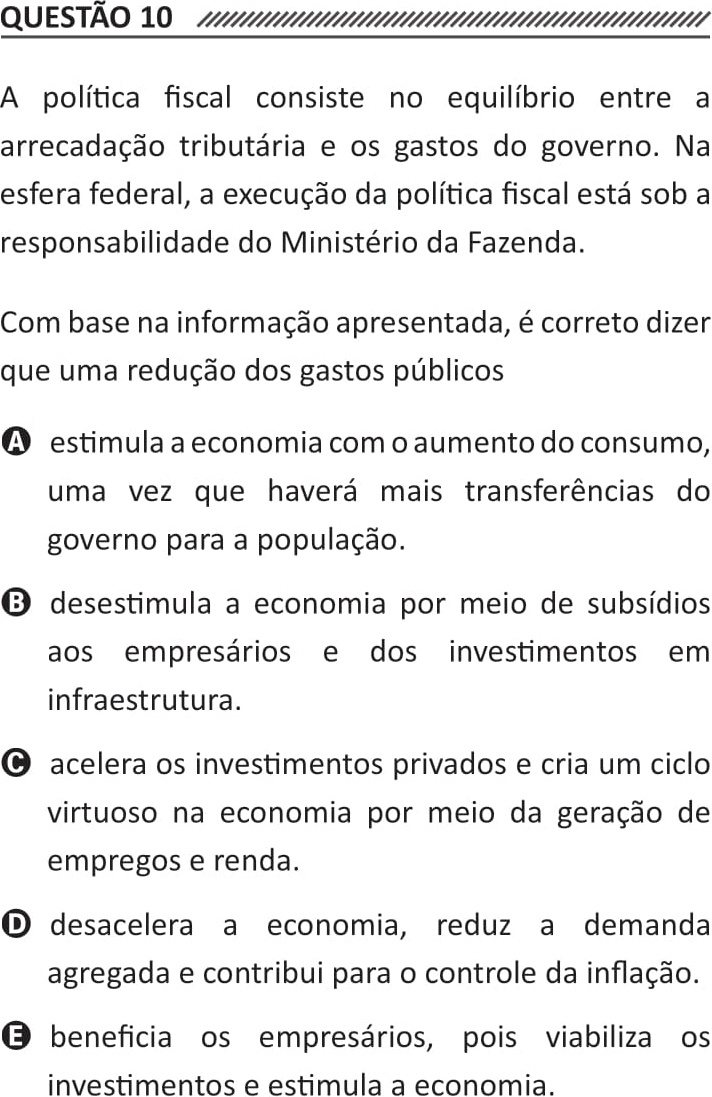 QUESTÃO 10
A política fiscal consiste no equilíbrio entre a
arrecadação tributária e os gastos do governo. Na
esfera federal, a execução da política fiscal está sob a
responsabilidade do Ministério da Fazenda.
Com base na informação apresentada, é correto dizer
que uma redução dos gastos públicos
A estimula a economia com o aumento do consumo,
uma vez que haverá mais transferências do
governo para a população.
B desestimula a economia por meio de subsídios
aos empresários e dos investimentos em
infraestrutura.
C acelera os investimentos privados e cria um ciclo
virtuoso na economia por meio da geração de
empregos e renda.
D desacelera a economia, reduz a demanda
agregada e contribui para o controle da inflação.
E beneficia os empresários, pois viabiliza os
investimentos e estimula a economia.